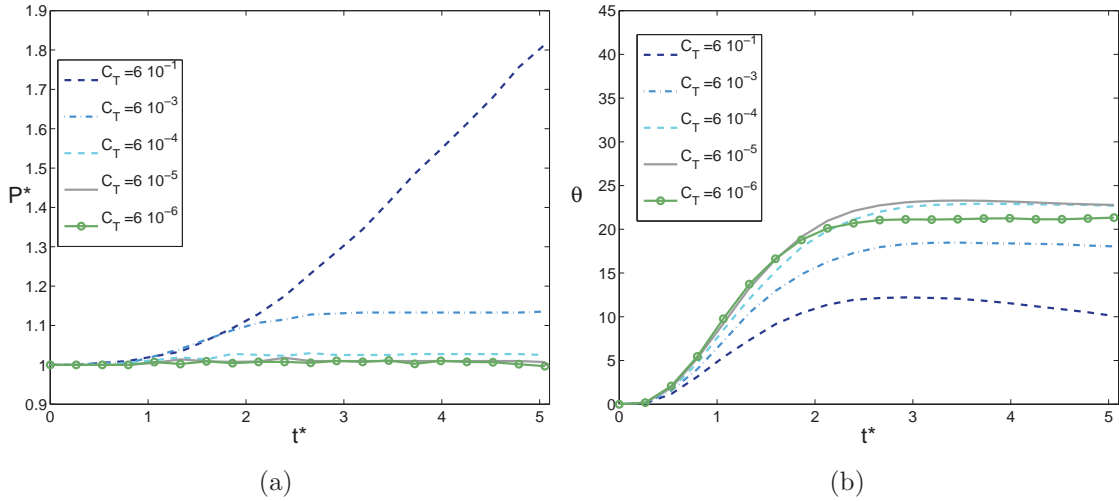 1.9
1.8
1.7
1.6
1.5
1.4
1.3
1.2
1.1
1
0.9
P*
0
1
2
3
4
5
t*
C_T =6 10^-1
C_T =6 10^-3
C_T =6 10^-4
C_T =6 10^-5
C_T =6 10^-6
(a)
45
40
35
30
25
20
15
10
5
0
θ
0
1
2
3
4
5
t*
C_T =6 10^-1
C_T =6 10^-3
C_T =6 10^-4
C_T =6 10^-5
C_T =6 10^-6
(b)